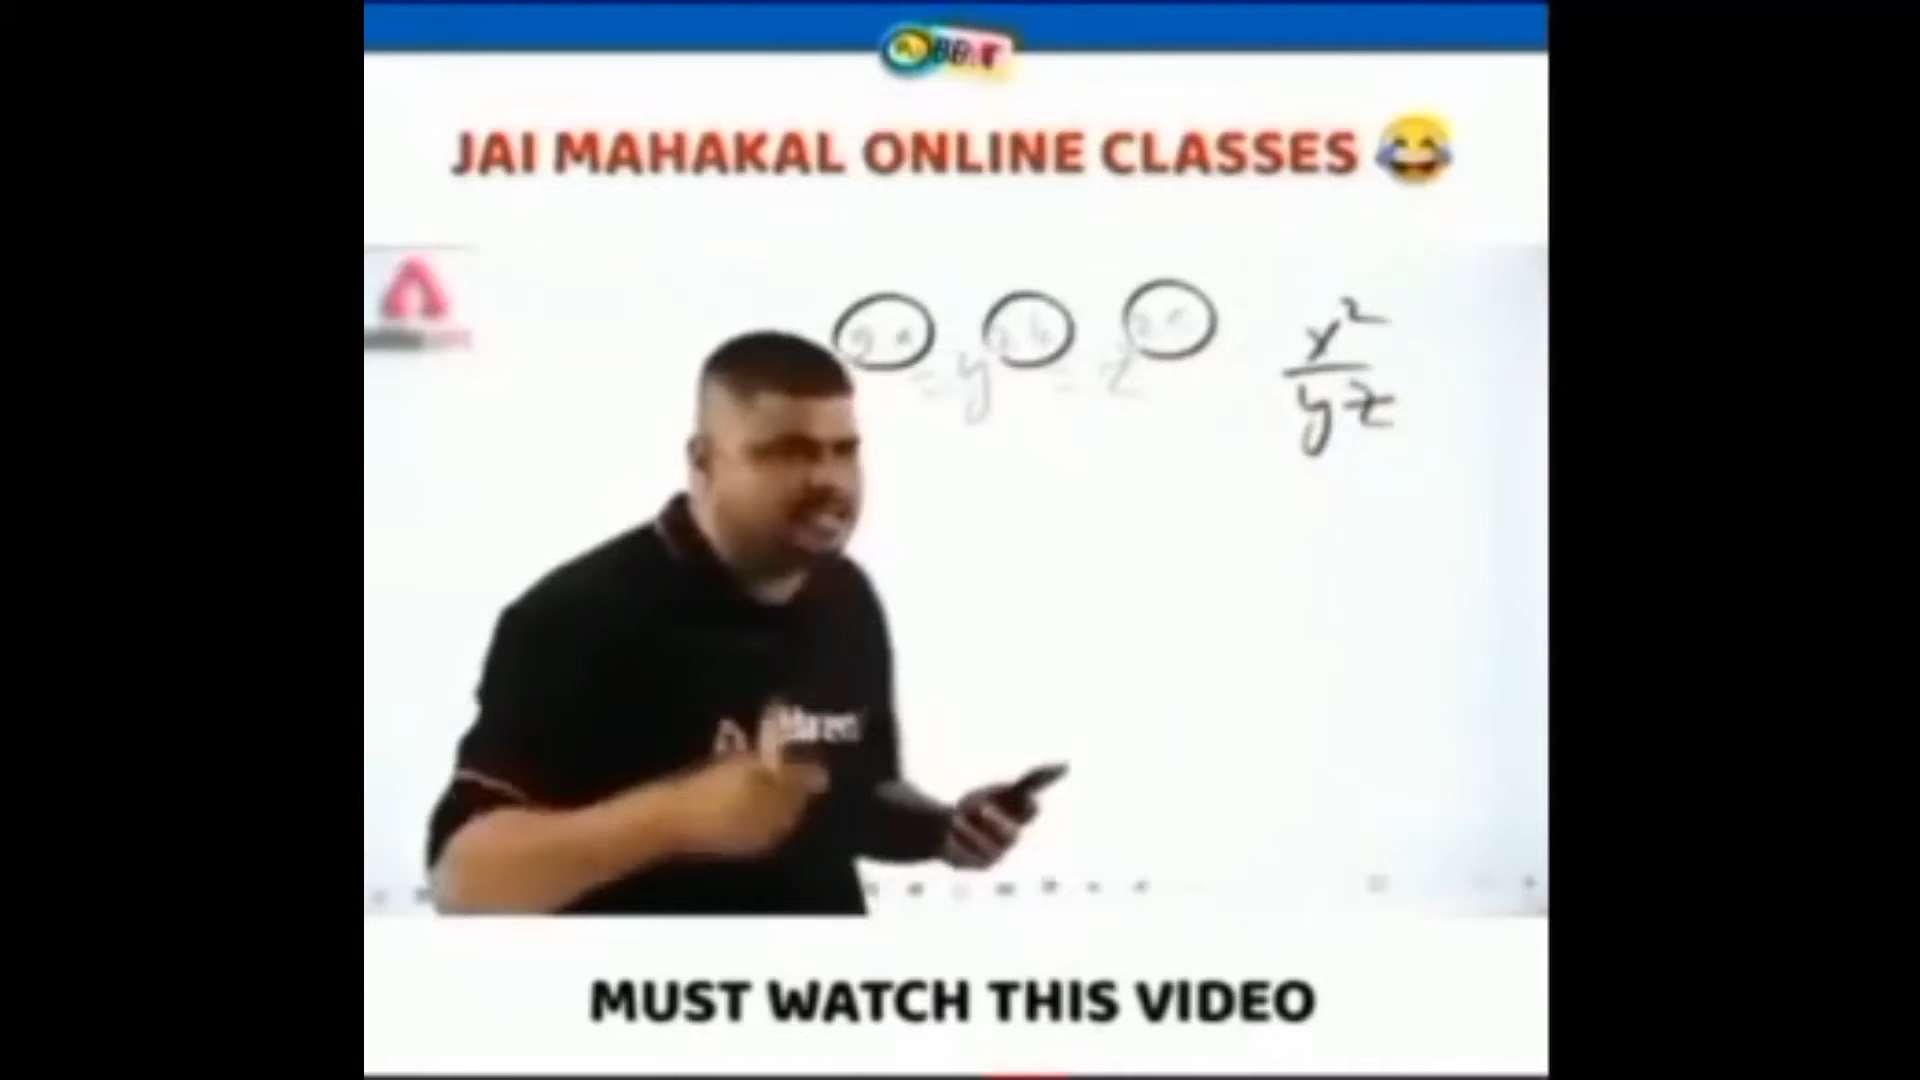 JAI MAHAKAL ONLINE CLASSES 😂
= y = z
x²
yz
MUST WATCH THIS VIDEO